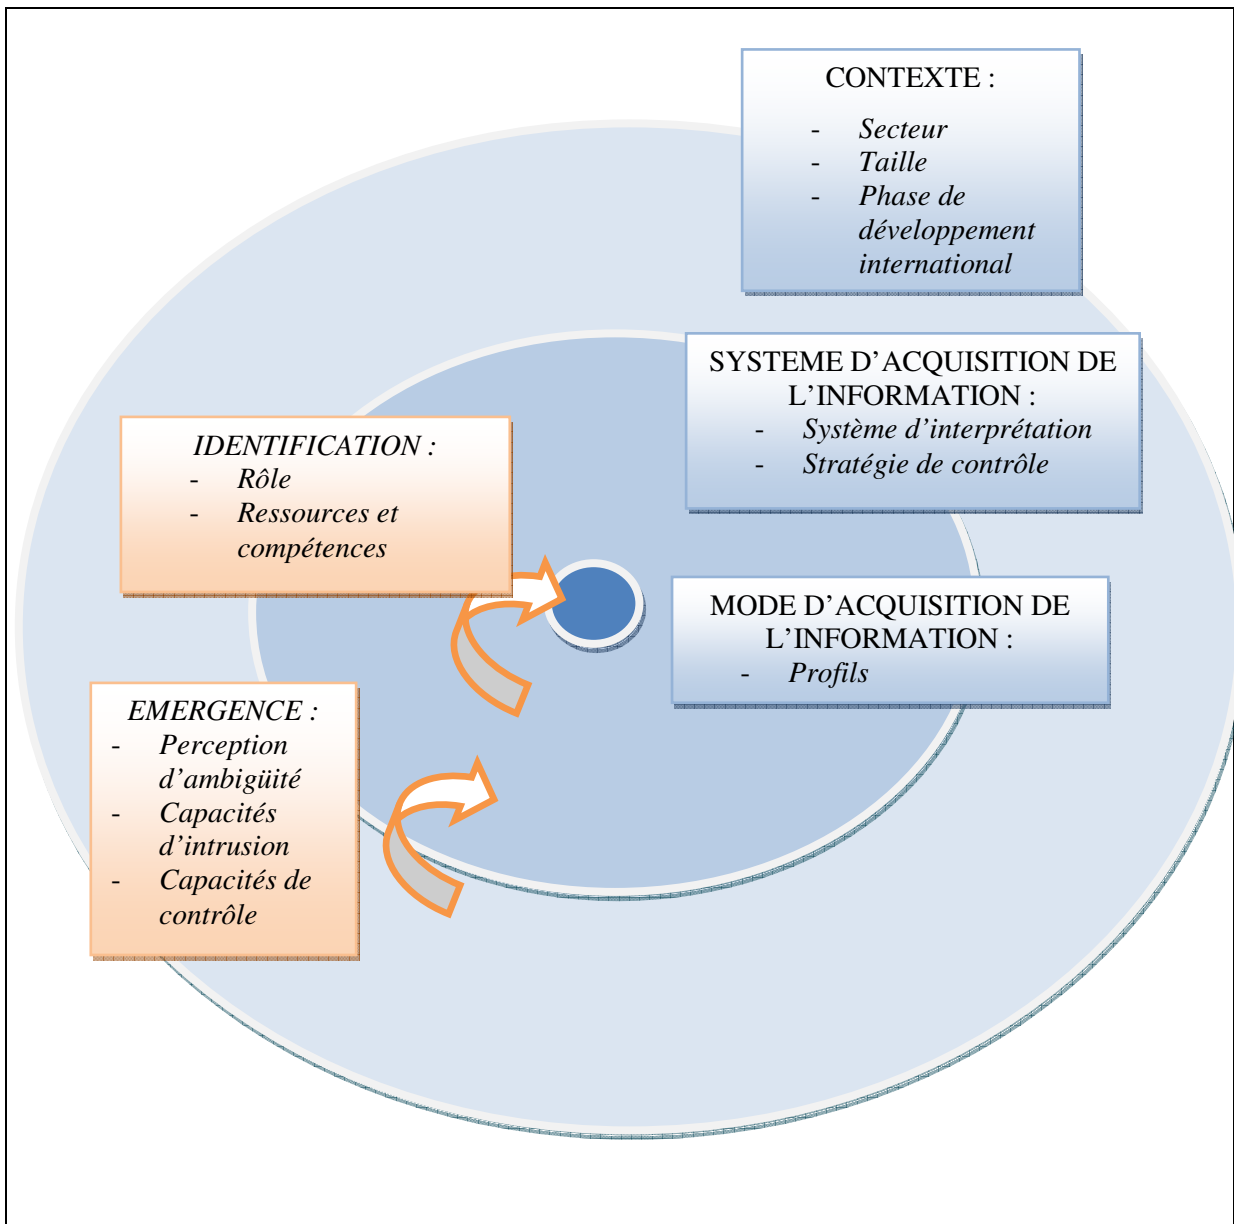 CONTEXTE :
- Secteur
- Taille
- Phase de
développement
international
SYSTEME D’ACQUISITION DE
L’INFORMATION :
- Système d’interprétation
- Stratégie de contrôle
IDENTIFICATION :
- Rôle
- Ressources et
compétences
MODE D’ACQUISITION DE
L’INFORMATION :
- Profils
EMERGENCE :
- Perception
d’ambigüité
- Capacités
d’intrusion
- Capacités de
contrôle